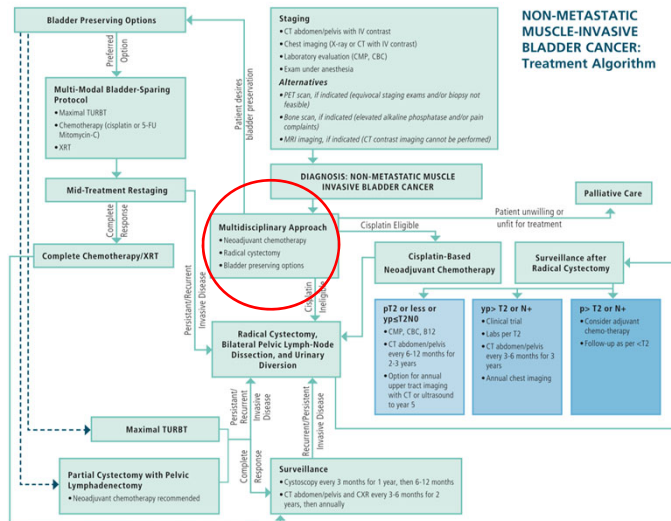 NON-METASTATIC
MUSCLE-INVASIVE
BLADDER CANCER:
Treatment Algorithm
Bladder Preserving Options
Preferred
Option
Multi-Modal Bladder-Sparing
Protocol
• Maximal TURBT
• Chemotherapy (cisplatin or 5-FU
Mitomycin-C)
• XRT
Mid-Treatment Restaging
Complete
Response
Complete Chemotherapy/XRT
Patient desires
bladder preservation
Staging
• CT abdomen/pelvis with IV contrast
• Chest imaging (X-ray or CT with IV contrast)
• Laboratory evaluation (CMP, CBC)
• Exam under anesthesia
Alternatives
• PET scan, if indicated (equivocal staging exams and/or biopsy not
feasible)
• Bone scan, if indicated (elevated alkaline phosphatase and/or pain
complaints)
• MRI imaging, if indicated (CT contrast imaging cannot be performed)
DIAGNOSIS: NON-METASTATIC MUSCLE
INVASIVE BLADDER CANCER
Multidisciplinary Approach
• Neoadjuvant chemotherapy
• Radical cystectomy
• Bladder preserving options
Patient unwilling or
unfit for treatment
Palliative Care
Cisplatin Eligible
Cisplatin-Based
Neoadjuvant Chemotherapy
Surveillance after
Radical Cystectomy
Cisplatin
Ineligible
Persistant/Recurrent
Invasive Disease
Radical Cystectomy,
Bilateral Pelvic Lymph-Node
Dissection, and Urinary
Diversion
pT2 or less or
yp≤T2N0
• CMP, CBC, B12
• CT abdomen/pelvis
every 6-12 months for
2-3 years
• Option for annual
upper tract imaging
with CT or ultrasound to
year 5
yp> T2 or N+
• Clinical trial
• Labs per T2
• CT abdomen/pelvis
every 3-6 months for 3
years
• Annual chest imaging
p> T2 or N+
• Consider adjuvant
chemo-therapy
• Follow-up as per <T2
Persistant/
Recurrent
Invasive
Disease
Recurrent/Persistent
Invasive Disease
Maximal TURBT
Complete
Response
Partial Cystectomy with Pelvic
Lymphadenectomy
• Neoadjuvant chemotherapy recommended
Surveillance
• Cystoscopy every 3 months for 1 year, then 6-12 months
• CT abdomen/pelvis and CXR every 3-6 months for 2
years, then annually